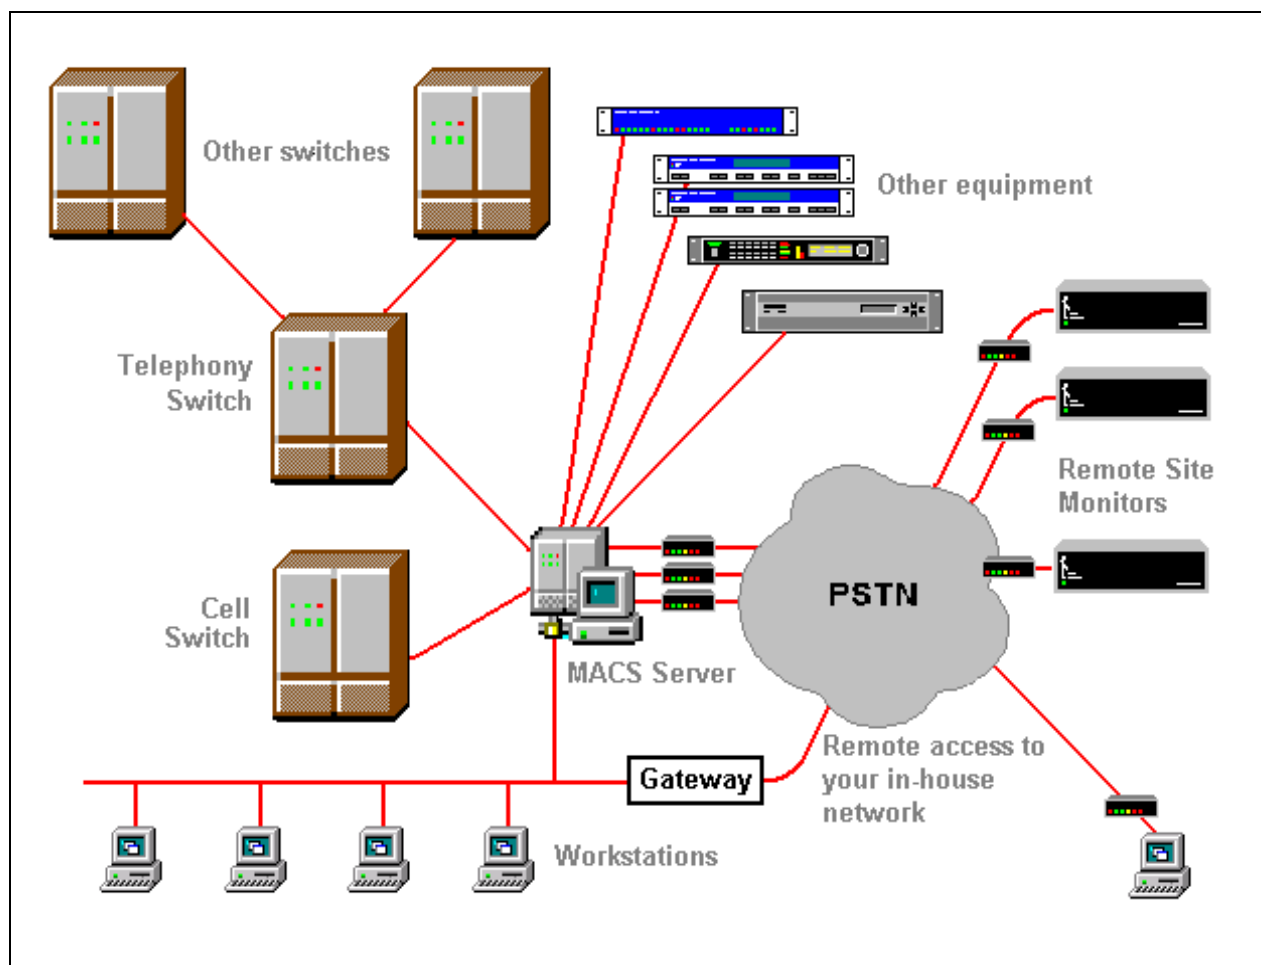 Other switches
Other equipment
Telephony
Switch
Remote Site
Monitors
PSTN
Cell
Switch
MACS Server
Remote access to
your in-house
network
Gateway
Workstations